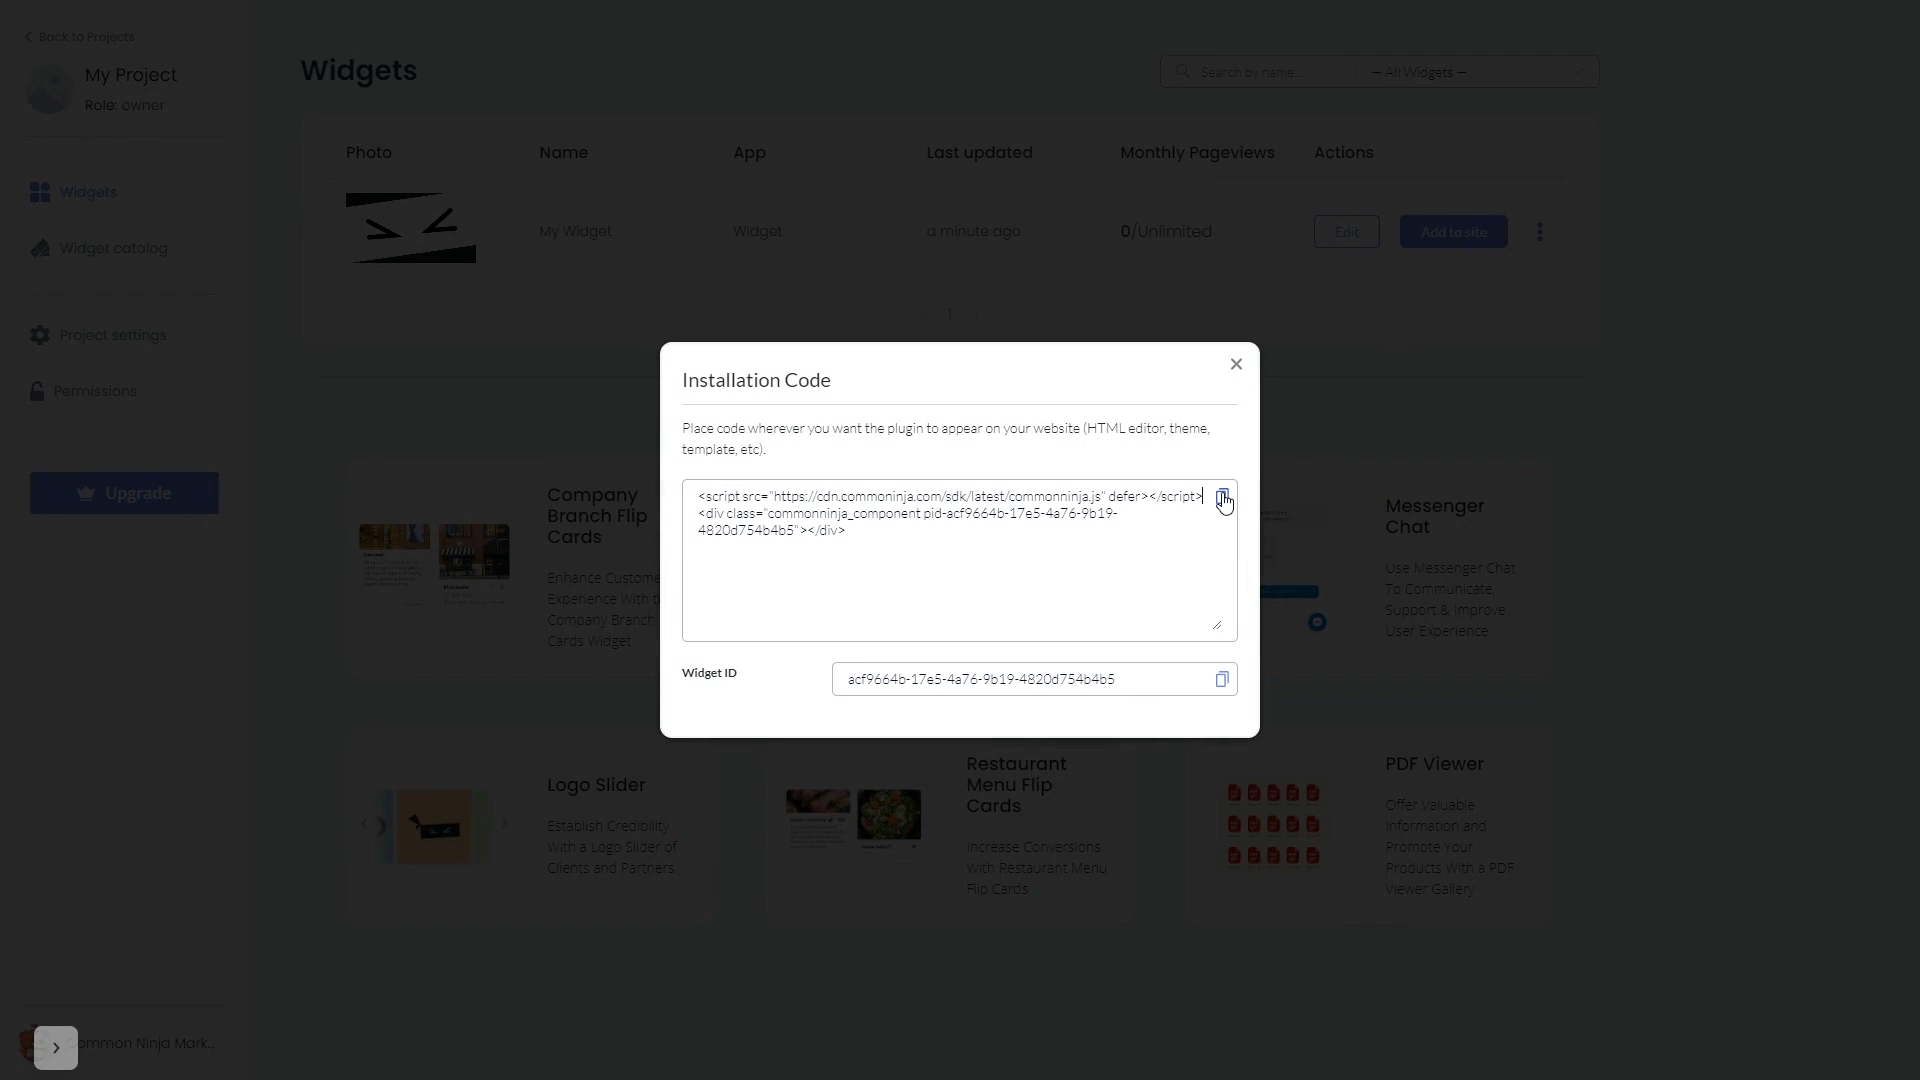 Back to Projects
My Project
Role: owner
Widgets
Widget catalog
Project settings
Permissions
Upgrade
Common Ninja Mark...
Widgets
Search by name...
— All Widgets —
Photo
Name
App
Last updated
Monthly Pageviews
Actions
My Widget
Widget
a minute ago
0/Unlimited
Edit
Add to site
1
Installation Code
Place code wherever you want the plugin to appear on your website (HTML editor, theme,
template, etc).
<script src="https://cdn.commoninja.com/sdk/latest/commonninja.js" defer></script>
<div class="commonninja_component pid-acf9664b-17e5-4a76-9b19-
4820d754b4b5"></div>
Widget ID
acf9664b-17e5-4a76-9b19-4820d754b4b5
Company
Branch Flip
Cards
Enhance Custome
Experience With
Company Branch
Cards Widget
Messenger
Chat
Use Messenger Chat
To Communicate,
Support & Improve
User Experience
Logo Slider
Establish Credibility
With a Logo Slider of
Clients and Partners
Restaurant
Menu Flip
Cards
Increase Conversions
With Restaurant Menu
Flip Cards
PDF Viewer
Offer Valuable
Information and
Promote Your
Products With a PDF
Viewer Gallery